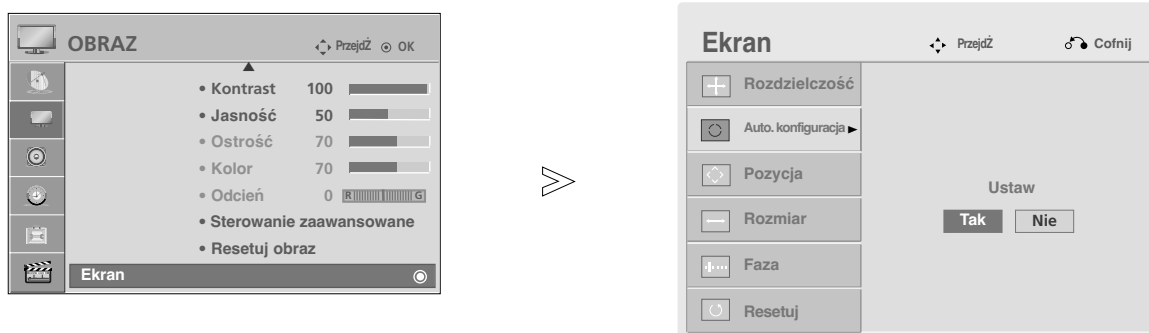 OBRAZ
PrzejdŹ OK
• Kontrast 100
• Jasność 50
• Ostrość 70
• Kolor 70
• Odcień 0 R G
• Sterowanie zaawansowane
• Resetuj obraz
Ekran
Ekran
PrzejdŹ
Cofnij
Rozdzielczość
Auto. konfiguracja
Pozycja
Rozmiar
Faza
Resetuj
Ustaw
Tak Nie